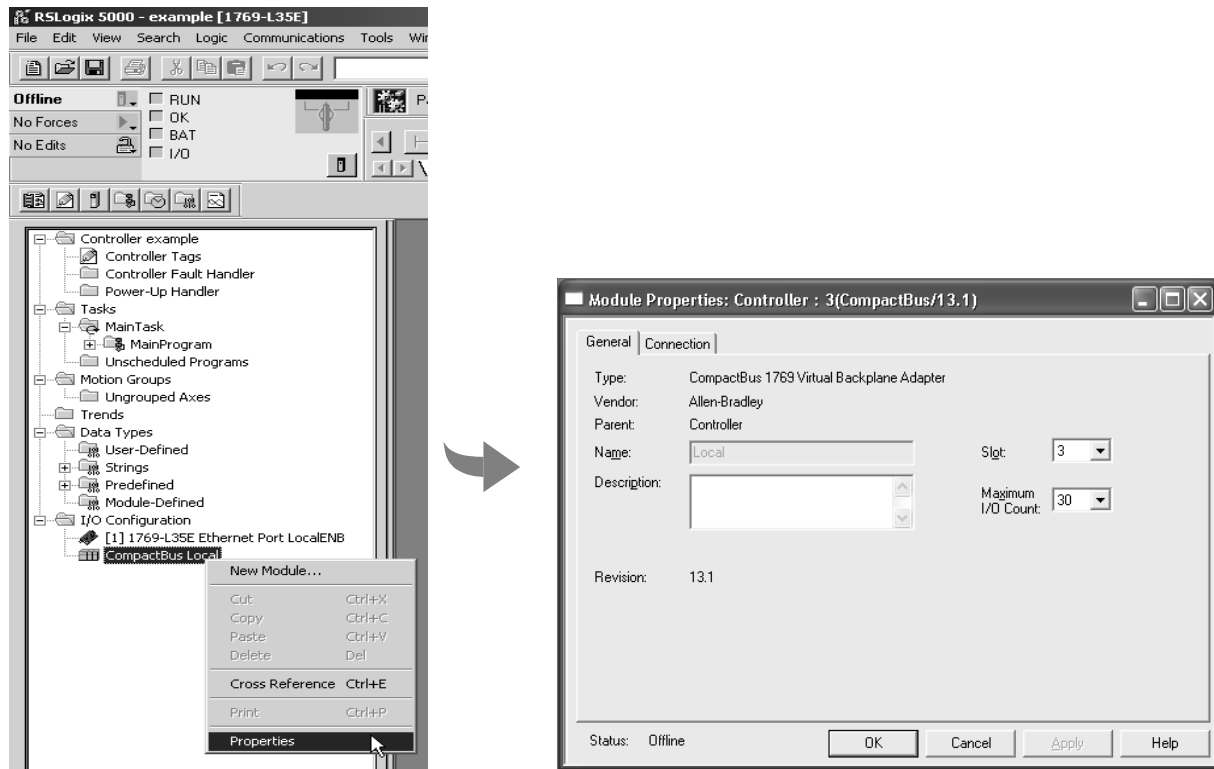 RSLogix 5000 - example [1769-L35E]
File Edit View Search Logic Communications Tools
Offline
RUN
No Forces
OK
BAT
No Edits
I/O
Controller example
Controller Tags
Controller Fault Handler
Power-Up Handler
Tasks
MainTask
MainProgram
Unscheduled Programs
Motion Groups
Ungrouped Axes
Trends
Data Types
User-Defined
Strings
Predefined
Module-Defined
I/O Configuration
[1] 1769-L35E Ethernet Port LocalENB
CompactBus Local
New Module...
Cut Ctrl+X
Copy Ctrl+C
Paste Ctrl+V
Delete Del
Cross Reference Ctrl+E
Print Ctrl+P
Properties
Module Properties: Controller : 3(CompactBus/13.1)
General Connection
Type: CompactBus 1769 Virtual Backplane Adapter
Vendor: Allen-Bradley
Parent: Controller
Name: Local Slot: 3
Description: Maximum I/O Count: 30
Revision: 13.1
Status: Offline OK Cancel Apply Help